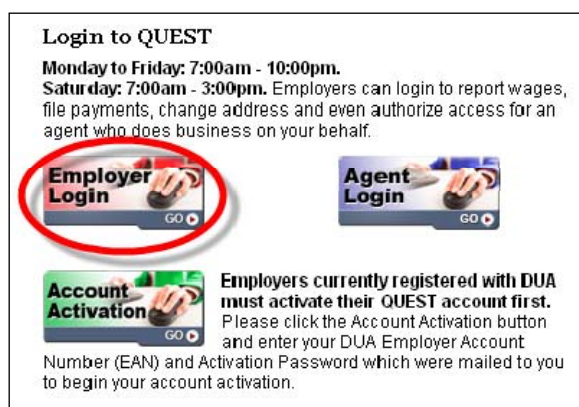 Login to QUEST
Monday to Friday: 7:00am - 10:00pm.
Saturday: 7:00am - 3:00pm. Employers can login to report wages,
file payments, change address and even authorize access for an
agent who does business on your behalf.
Employer
Login
GO
Agent
Login
GO
Account
Activation
GO
Employers currently registered with DUA
must activate their QUEST account first.
Please click the Account Activation button
and enter your DUA Employer Account
Number (EAN) and Activation Password which were mailed to you
to begin your account activation.